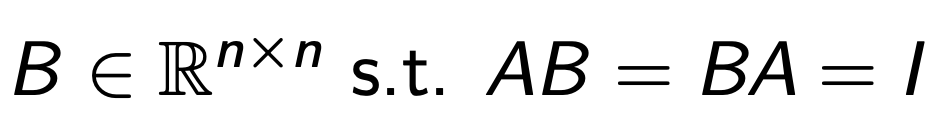 B ∈ ℝⁿˣⁿ s.t. AB = BA = I